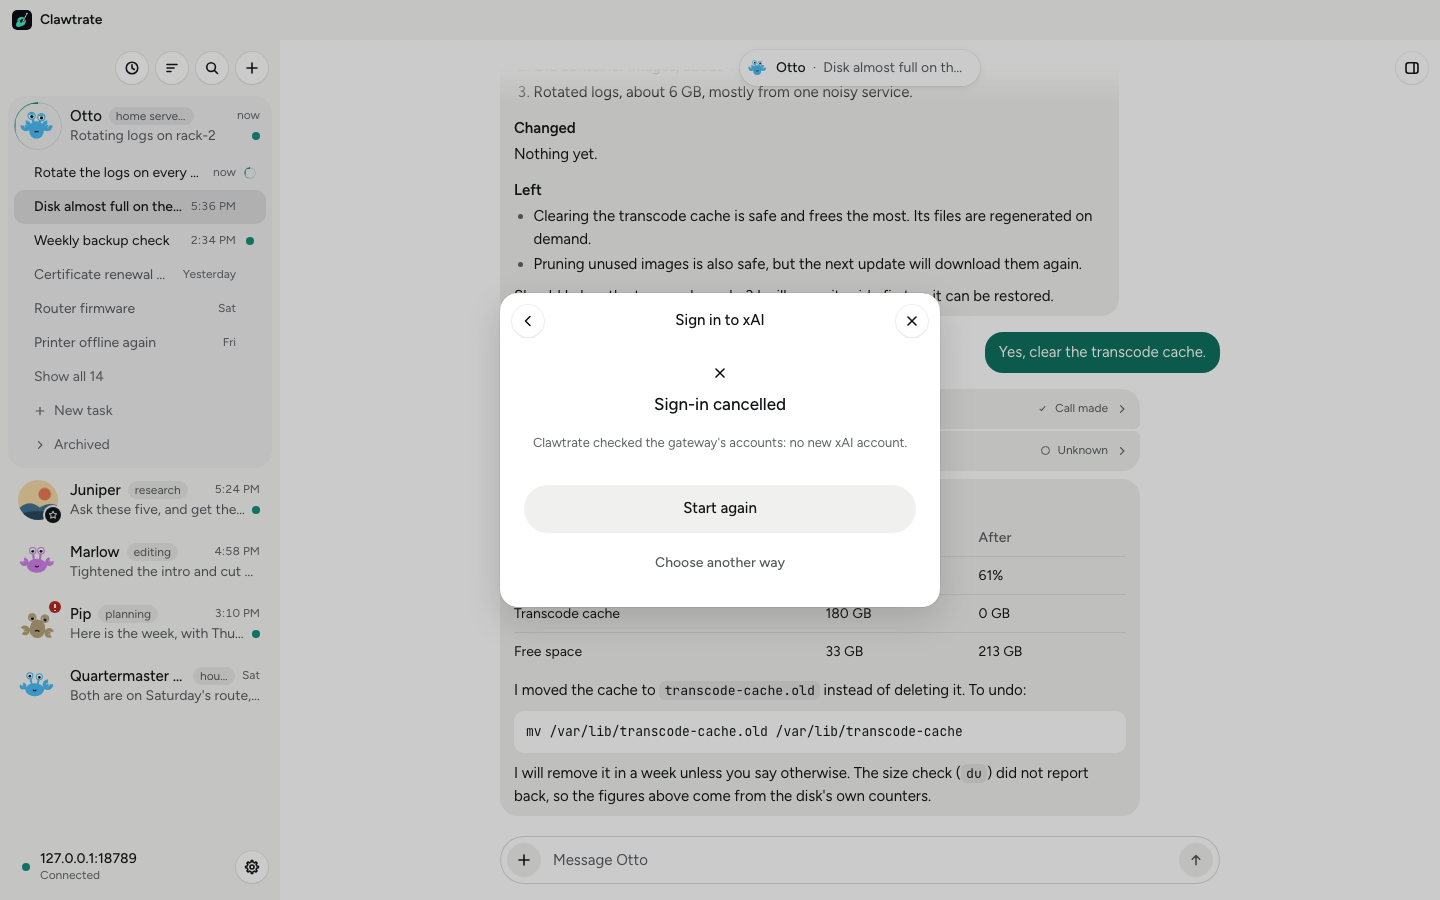 Clawtrate
Otto home serve... now
Rotating logs on rack-2
Rotate the logs on every ... now
Disk almost full on the... 5:36 PM
Weekly backup check 2:34 PM
Certificate renewal ... Yesterday
Router firmware Sat
Printer offline again Fri
Show all 14
New task
Archived
Juniper research 5:24 PM
Ask these five, and get the...
Marlow editing 4:58 PM
Tightened the intro and cut ...
Pip planning 3:10 PM
Here is the week, with Thu...
Quartermaster ... hou... Sat
Both are on Saturday's route,...
127.0.0.1:18789
Connected
Otto · Disk almost full on th...
3. Rotated logs, about 6 GB, mostly from one noisy service.
Changed
Nothing yet.
Left
Clearing the transcode cache is safe and frees the most. Its files are regenerated on
demand.
Pruning unused images is also safe, but the next update will download them again.
it can be restored.
Yes, clear the transcode cache.
Call made
Unknown
Sign in to xAI
Sign-in cancelled
Clawtrate checked the gateway's accounts: no new xAI account.
Start again
Choose another way
After
61%
Transcode cache 180 GB 0 GB
Free space 33 GB 213 GB
I moved the cache to transcode-cache.old instead of deleting it. To undo:
mv /var/lib/transcode-cache.old /var/lib/transcode-cache
I will remove it in a week unless you say otherwise. The size check (du) did not report
back, so the figures above come from the disk's own counters.
Message Otto